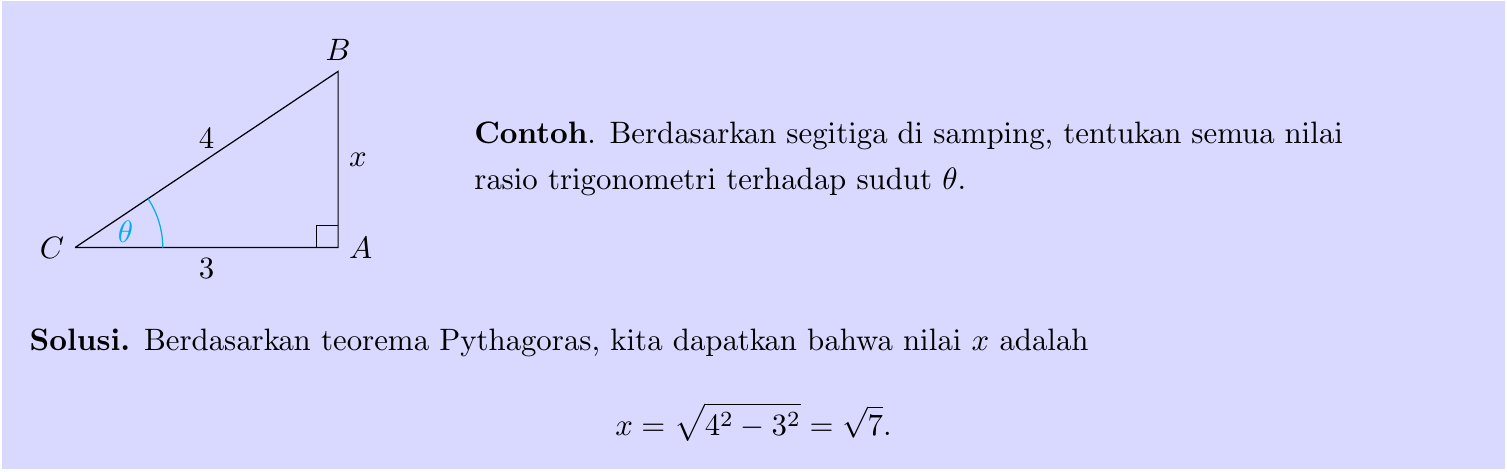 B
4
x
θ
C
A
3
Contoh. Berdasarkan segitiga di samping, tentukan semua nilai
rasio trigonometri terhadap sudut θ.
Solusi. Berdasarkan teorema Pythagoras, kita dapatkan bahwa nilai x adalah
x = √(4² − 3²) = √7.